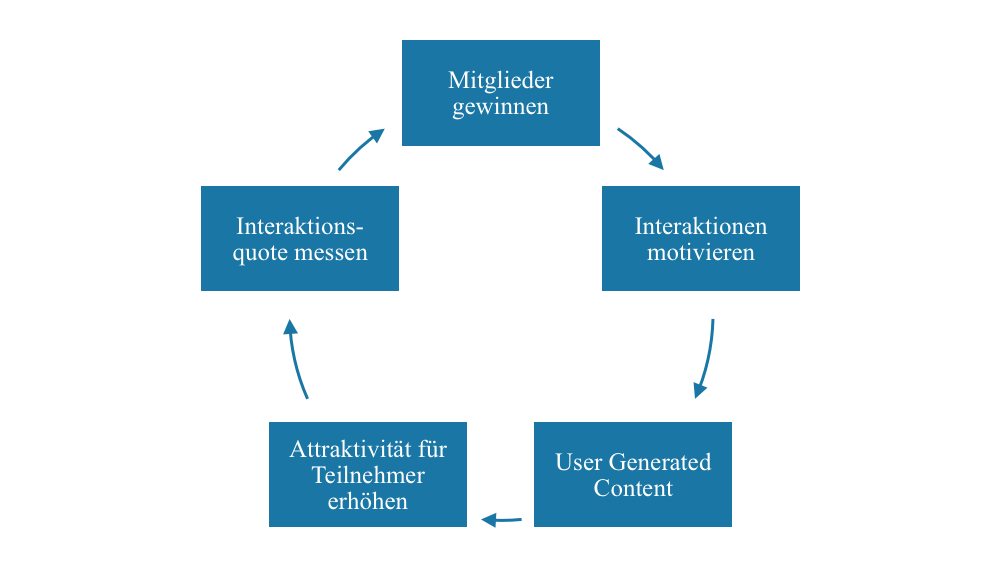 Mitglieder
gewinnen
Interaktionen
motivieren
User Generated
Content
Attraktivität für
Teilnehmer
erhöhen
Interaktions-
quote messen